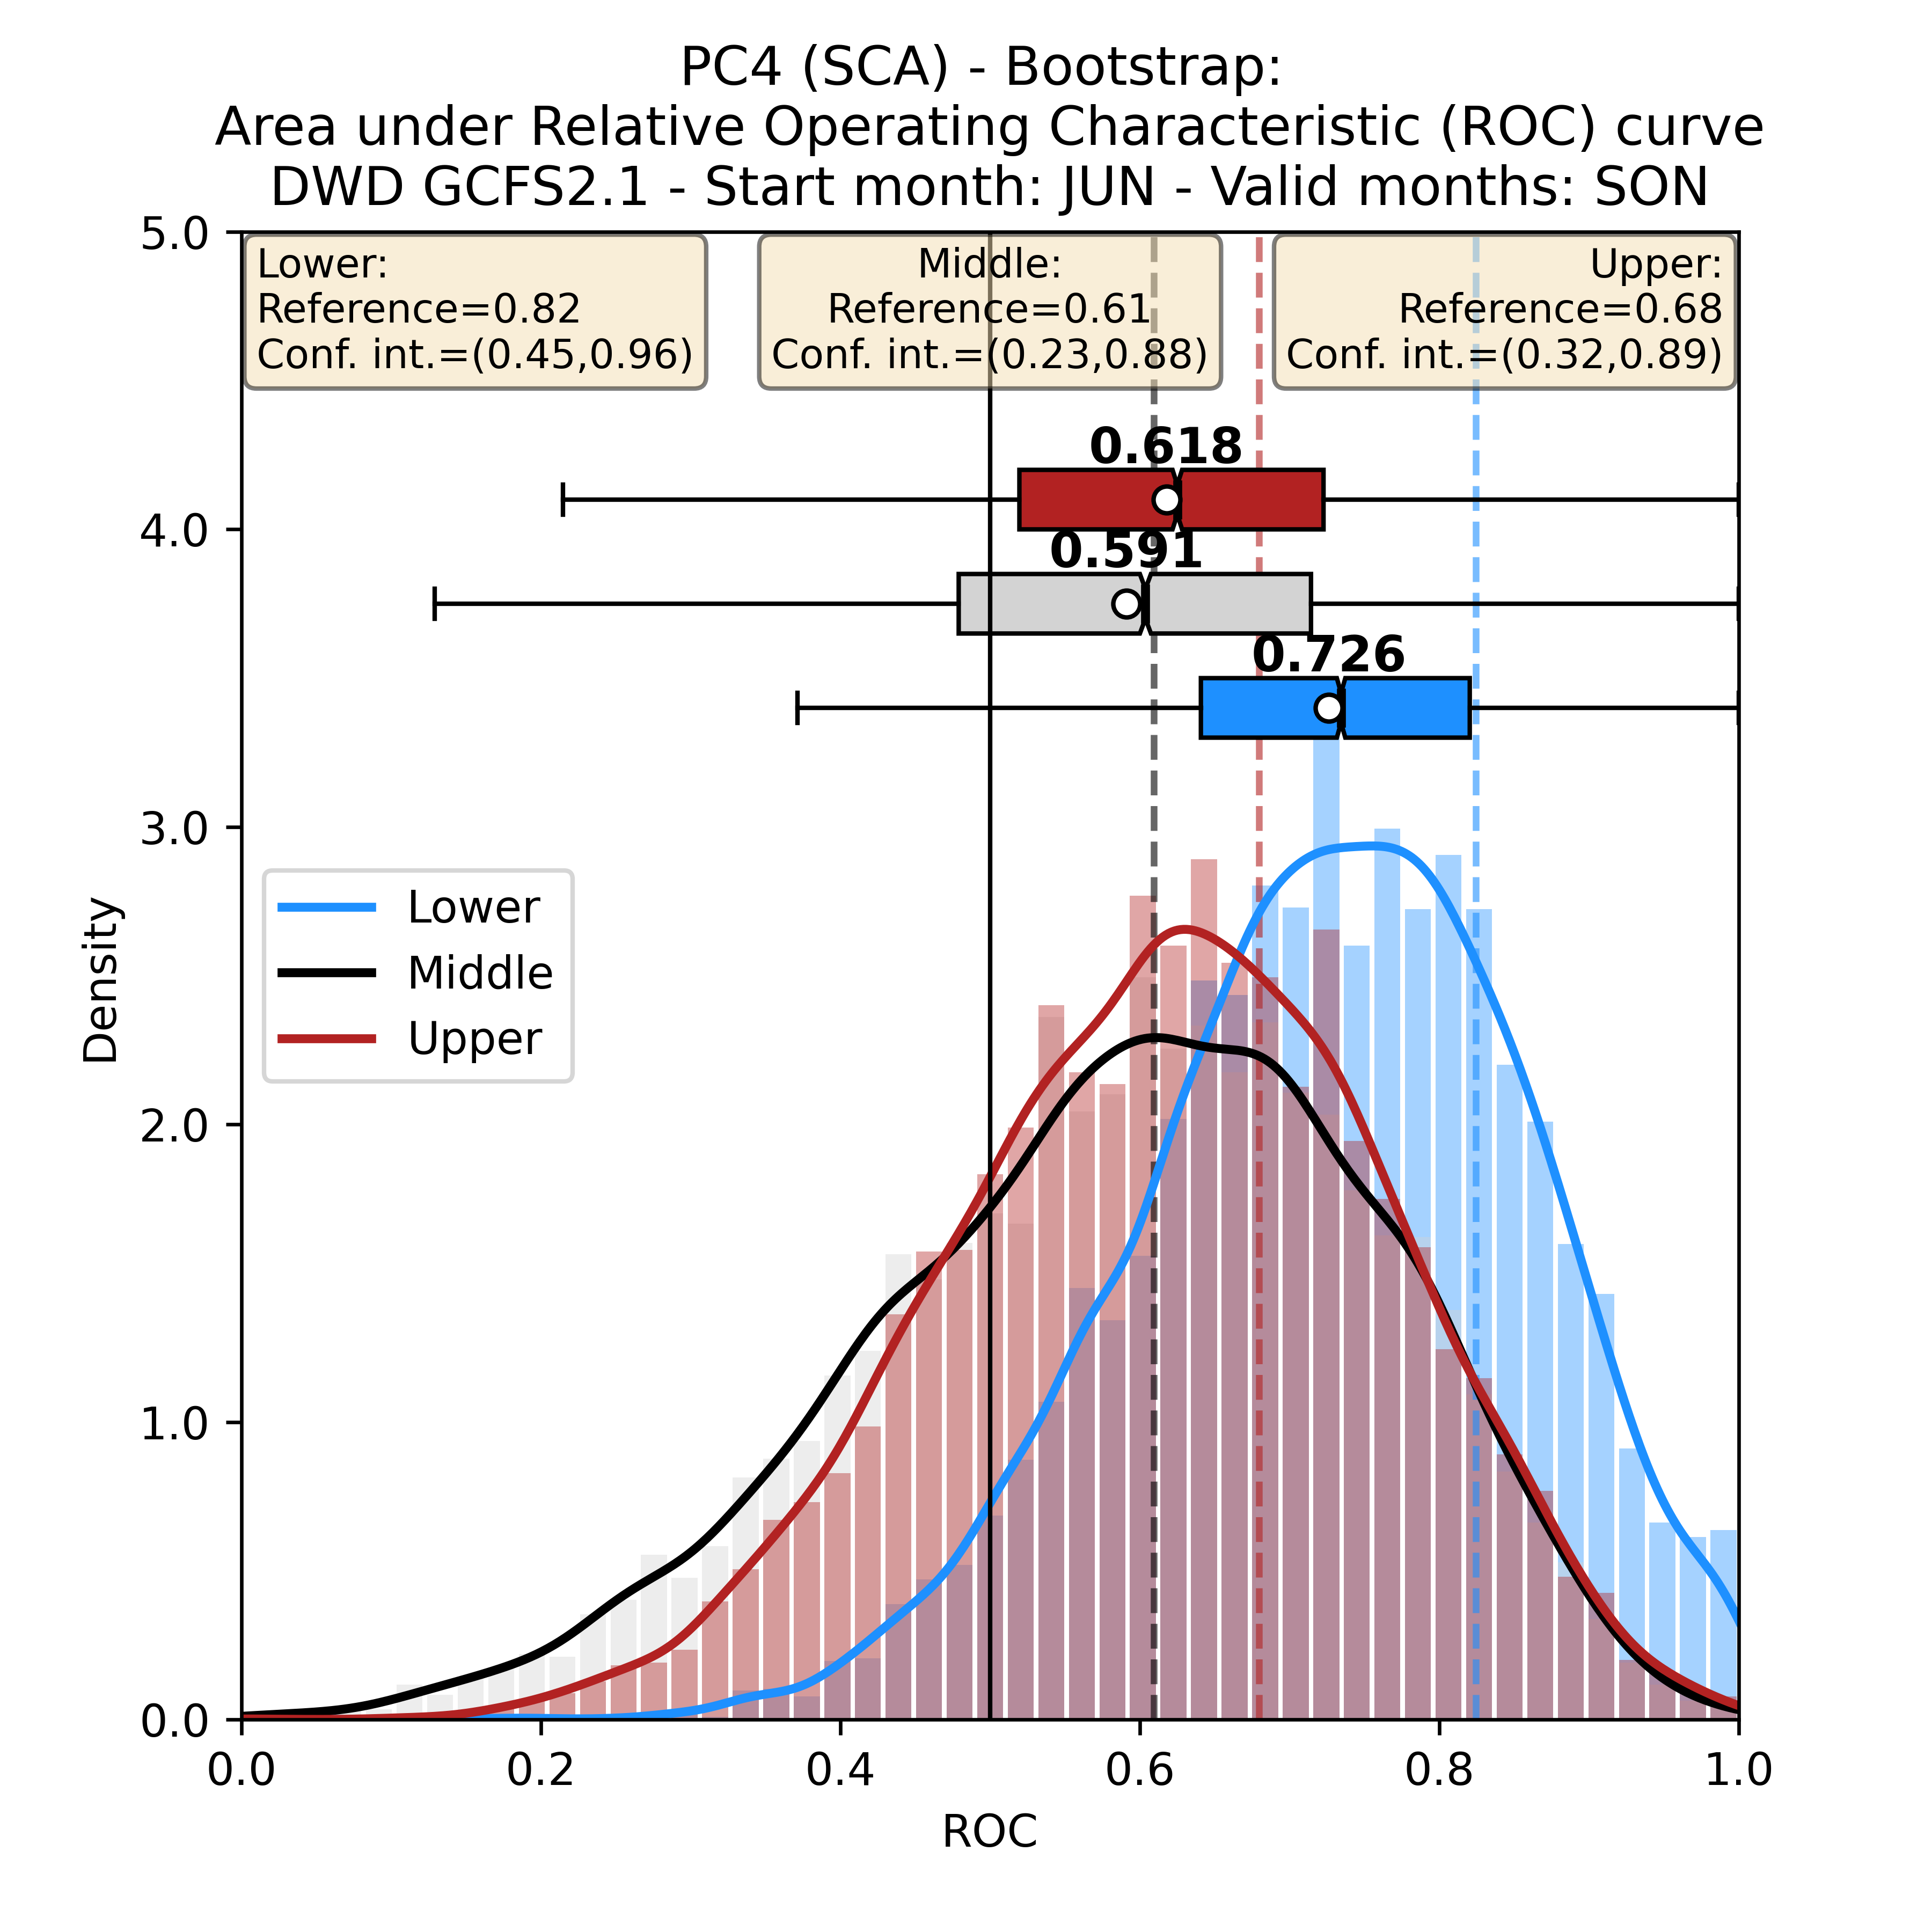 PC4 (SCA) - Bootstrap:
Area under Relative Operating Characteristic (ROC) curve
DWD GCFS2.1 - Start month: JUN - Valid months: SON
5.0
Lower:
Reference=0.82
Conf. int.=(0.45,0.96)
Middle:
Reference=0.61
Conf. int.=(0.23,0.88)
Upper:
Reference=0.68
Conf. int.=(0.32,0.89)
0.618
4.0
0.591
0.726
3.0
Lower
Middle
Upper
Density
2.0
1.0
0.0
0.0 0.2 0.4 0.6 0.8 1.0
ROC